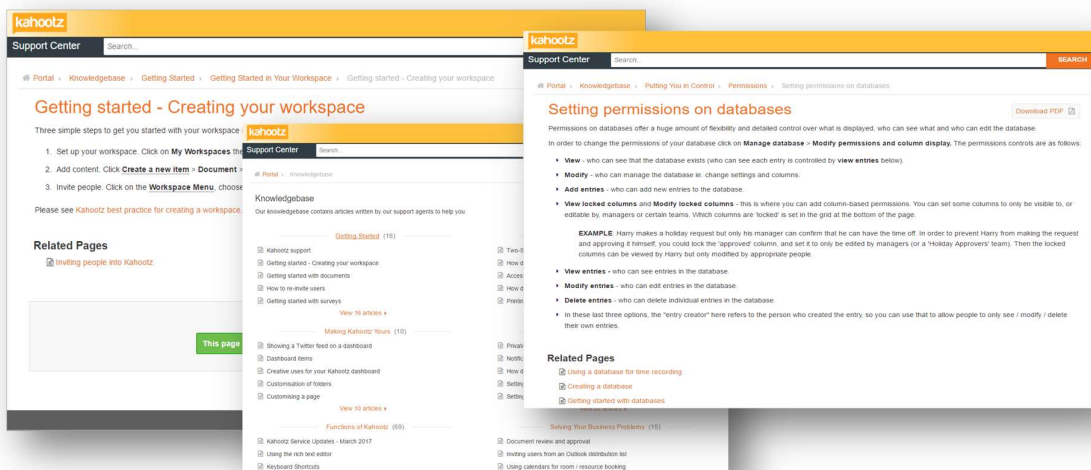 kahootz
Support Center
Search...
Portal › Knowledgebase › Getting Started › Getting Started in Your Workspace › Getting started - Creating your workspace
Getting started - Creating your workspace
Three simple steps to get you started with your workspace
1. Set up your workspace. Click on My Workspaces
2. Add content. Click Create a new item > Document >
3. Invite people. Click on the Workspace Menu, choose
Please see Kahootz best practice for creating a workspace.
Related Pages
Inviting people into Kahootz
This page
kahootz
Support Center
Search...
Portal › Knowledgebase
Knowledgebase
Our knowledgebase contains articles written by our support agents to help you
Getting Started (16)
Kahootz support
Getting started - Creating your workspace
Getting started with documents
How to re-invite users
Getting started with surveys
View 16 articles
Making Kahootz Yours (10)
Showing a Twitter feed on a dashboard
Dashboard items
Creative uses for your Kahootz dashboard
Customisation of folders
Customising a page
View 10 articles
Functions of Kahootz (69)
Kahootz Service Updates - March 2017
Using the rich text editor
Keyboard Shortcuts
How d
How d
How d
Solving Your Business Problems (15)
Document review and approval
Inviting users from an Outlook distribution list
Using calendars for room / resource booking
kahootz
Support Center
Search...
SEARCH
Portal › Knowledgebase › Putting You in Control › Permissions › Setting permissions on databases
Setting permissions on databases
Download PDF
Permissions on databases offer a huge amount of flexibility and detailed control over what is displayed, who can see what and who can edit the database.
In order to change the permissions of your database click on Manage database > Modify permissions and column display. The permissions controls are as follows:
View - who can see that the database exists (who can see each entry is controlled by view entries below).
Modify - who can manage the database ie. change settings and columns.
Add entries - who can add new entries to the database.
View locked columns and Modify locked columns - this is where you can add column-based permissions. You can set some columns to only be visible to, or
editable by, managers or certain teams. Which columns are 'locked' is set in the grid at the bottom of the page.
EXAMPLE: Harry makes a holiday request but only his manager can confirm that he can have the time off. In order to prevent Harry from making the request
and approving it himself, you could lock the 'approved' column, and set it to only be edited by managers (or a 'Holiday Approvers' team). Then the locked
columns can be viewed by Harry but only modified by appropriate people.
View entries - who can see entries in the database.
Modify entries - who can edit entries in the database.
Delete entries - who can delete individual entries in the database.
In these last three options, the "entry creator" here refers to the person who created the entry, so you can use that to allow people to only see / modify / delete
their own entries.
Related Pages
Using a database for time recording
Creating a database
Getting started with databases